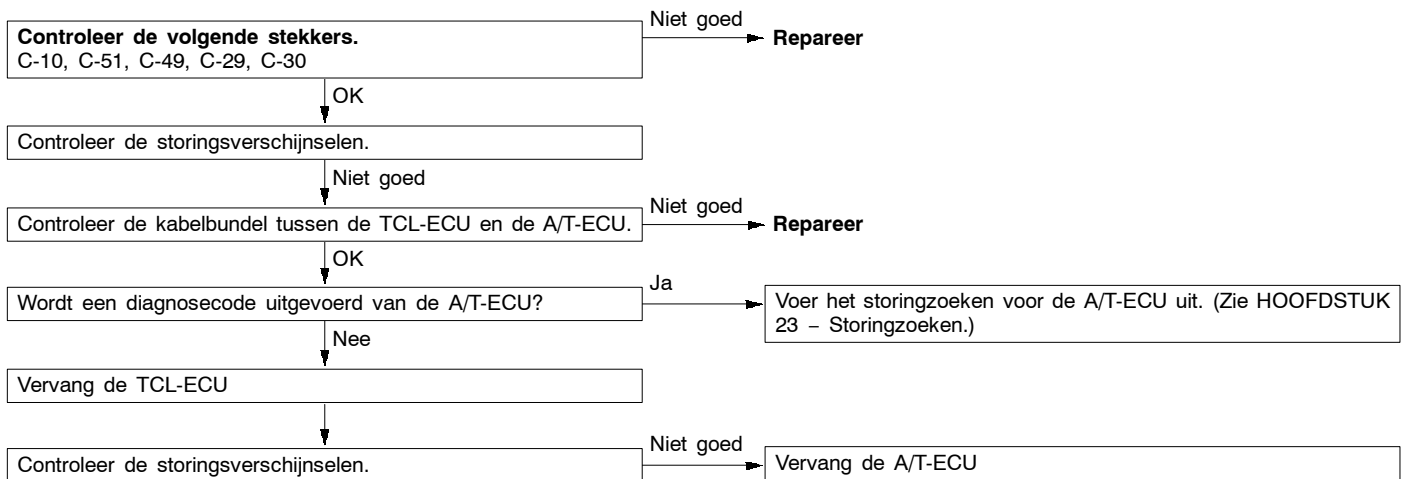 Niet goed
Controleer de volgende stekkers.
C-10, C-51, C-49, C-29, C-30
Repareer
OK
Controleer de storingsverschijnselen.
Niet goed
Controleer de kabelbundel tussen de TCL-ECU en de A/T-ECU.
Niet goed
Repareer
OK
Wordt een diagnosecode uitgevoerd van de A/T-ECU?
Ja
Voer het storingzoeken voor de A/T-ECU uit. (Zie HOOFDSTUK
23 – Storingzoeken.)
Nee
Vervang de TCL-ECU
Controleer de storingsverschijnselen.
Niet goed
Vervang de A/T-ECU